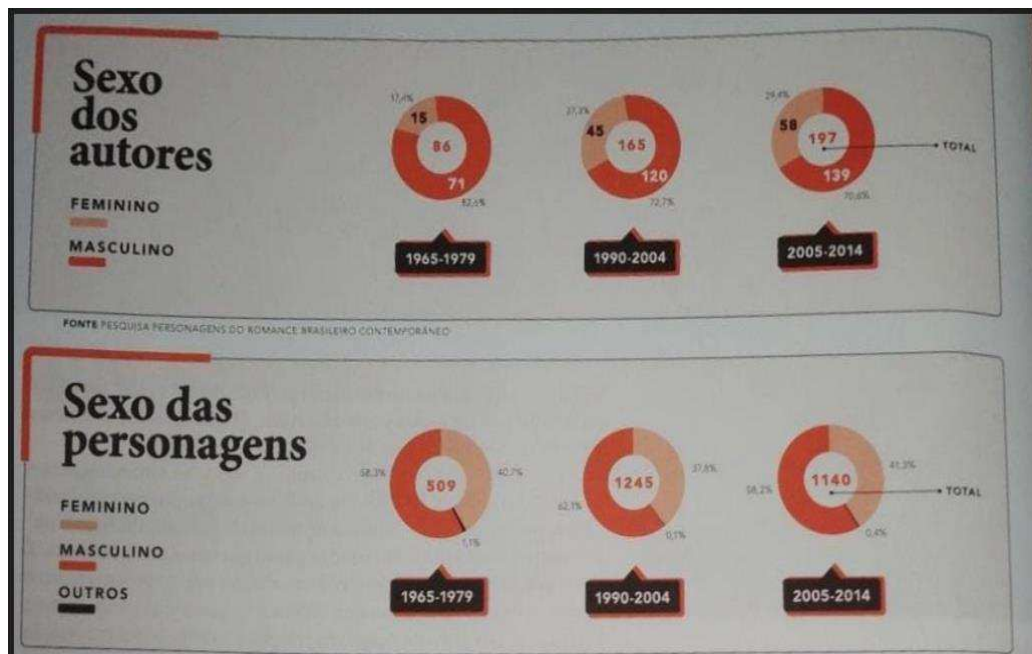 Sexo
dos
autores
FEMININO
MASCULINO
17,4%
15
86
71
82,6%
1965-1979
27,3%
45
165
120
72,7%
1990-2004
29,4%
58
197
139
70,6%
TOTAL
2005-2014
FONTE PESQUISA PERSONAGENS DO ROMANCE BRASILEIRO CONTEMPORÂNEO
Sexo das
personagens
FEMININO
MASCULINO
OUTROS
58,3%
509
40,7%
1,1%
1965-1979
62,1%
1245
37,8%
0,1%
1990-2004
58,2%
1140
41,3%
0,4%
TOTAL
2005-2014